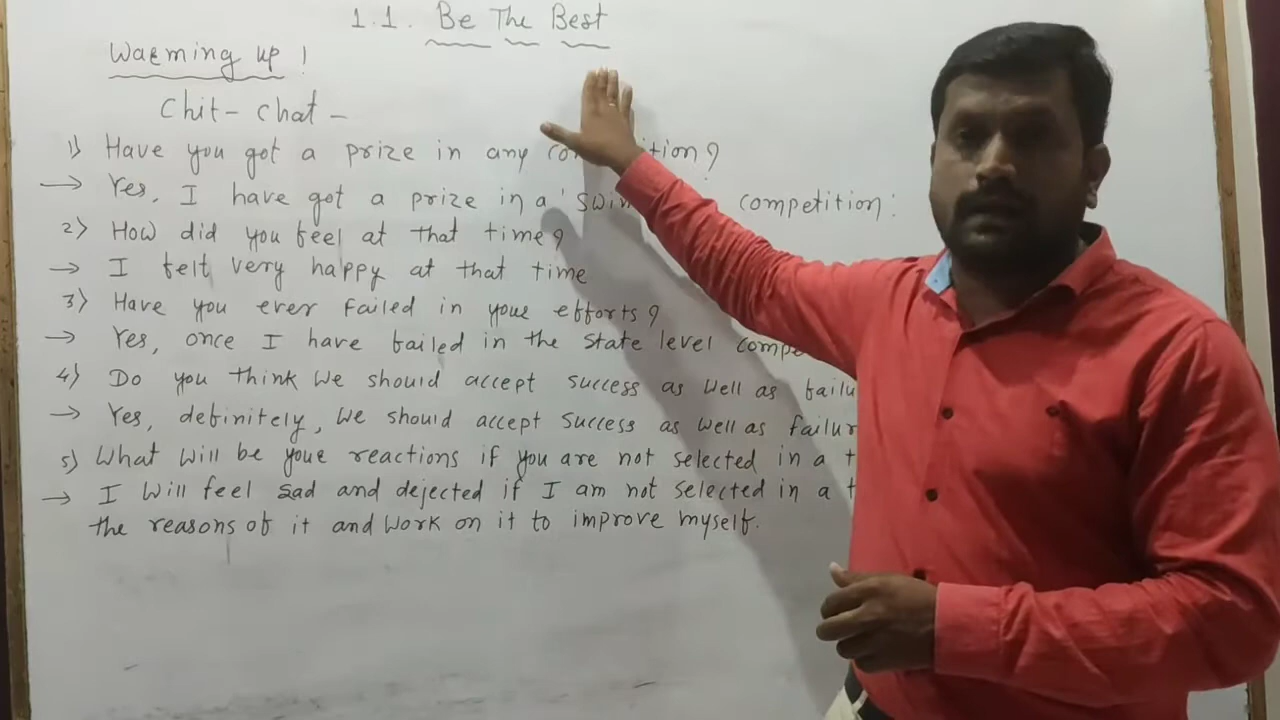 1.1. Be The Best
Warming up !
Chit - chat -
1) Have you got a prize in any tion?
→ Yes, I have got a prize in a competition:
2) How did you feel at that time?
→ I felt very happy at that time
3) Have you ever failed in your efforts?
→ Yes, once I have failed in the state level
4) Do you think we should accept success as well as
→ Yes, definitely, we should accept success as well as
5) What will be your reactions if you are not selected in a
→ I will feel sad and dejected if I am not selected in a
the reasons of it and work on it to improve myself.